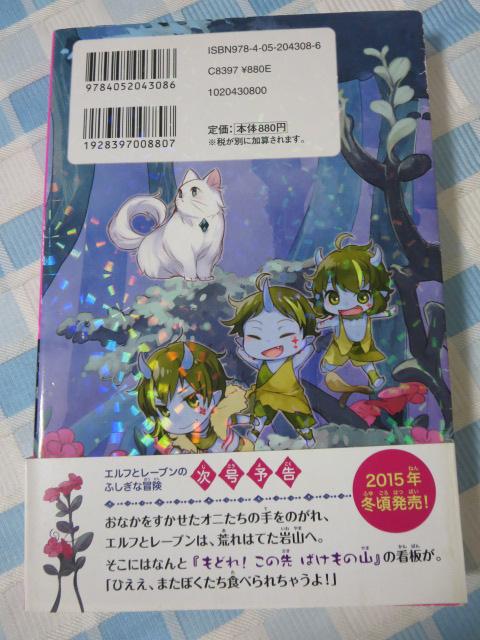 ISBN978-4-05-204308-6
C8397 ¥880E
1020430800
9784052043086
1928397008807
定価：本体880円
※税が別に加算されます。
エルフとレーブンの
ふしぎな冒険
次号予告
2015年
冬頃発売！
おなかをすかせたオニたちの手をのがれ、
エルフとレーブンは、荒れはてた岩山へ。
そこにはなんと『もどれ！この先 ばけもの山』の看板が。
「ひええ、またぼくたち食べられちゃうよ！」